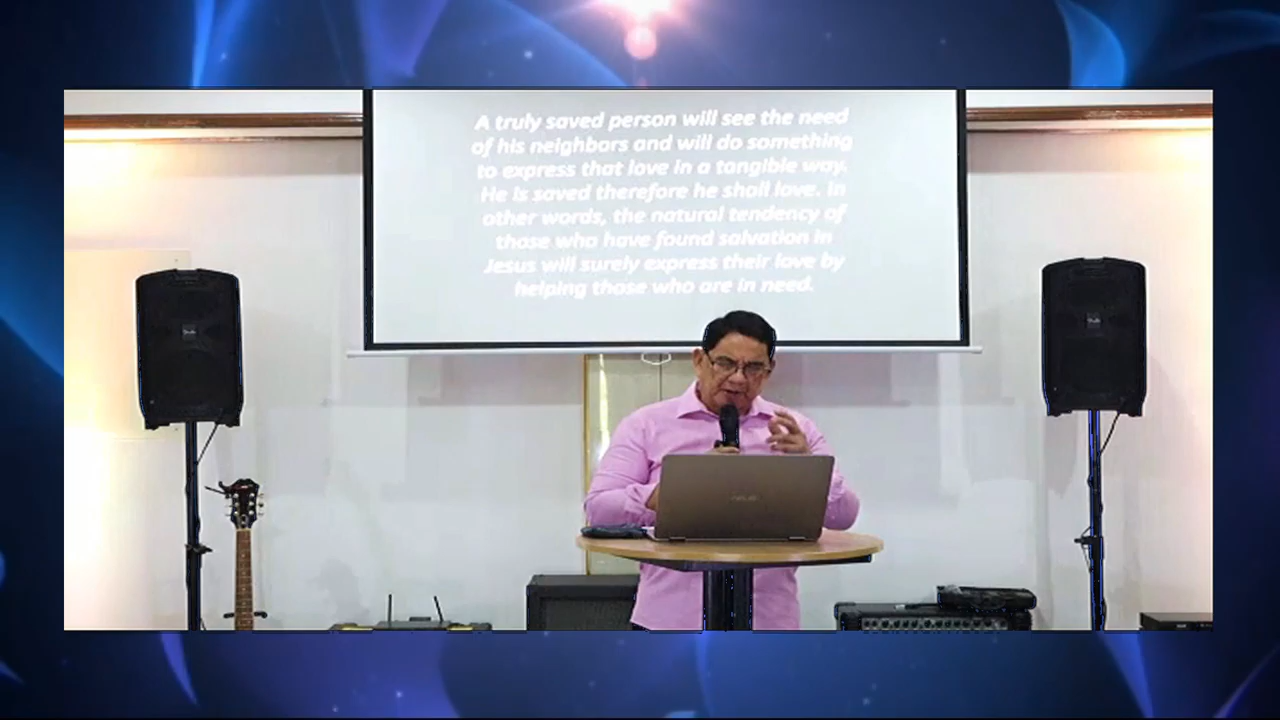 A truly saved person will see the need
of his neighbors and will do something
to express that love in a tangible way.
He is saved therefore he shall love. In
other words, the natural tendency of
those who have found salvation in
Jesus will surely express their love by
helping those who are in need.
ASUS